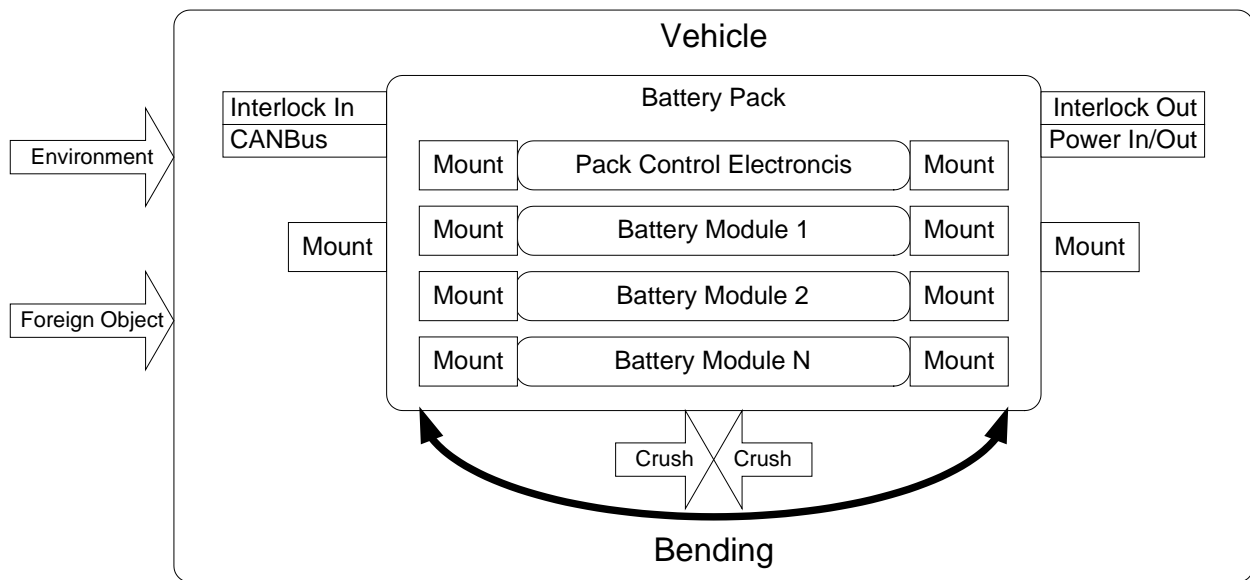 Vehicle
Battery Pack
Interlock In
CANBus
Interlock Out
Power In/Out
Environment
Mount
Pack Control Electroncis
Mount
Mount
Mount
Battery Module 1
Mount
Mount
Foreign Object
Mount
Battery Module 2
Mount
Mount
Battery Module N
Mount
Crush
Crush
Bending